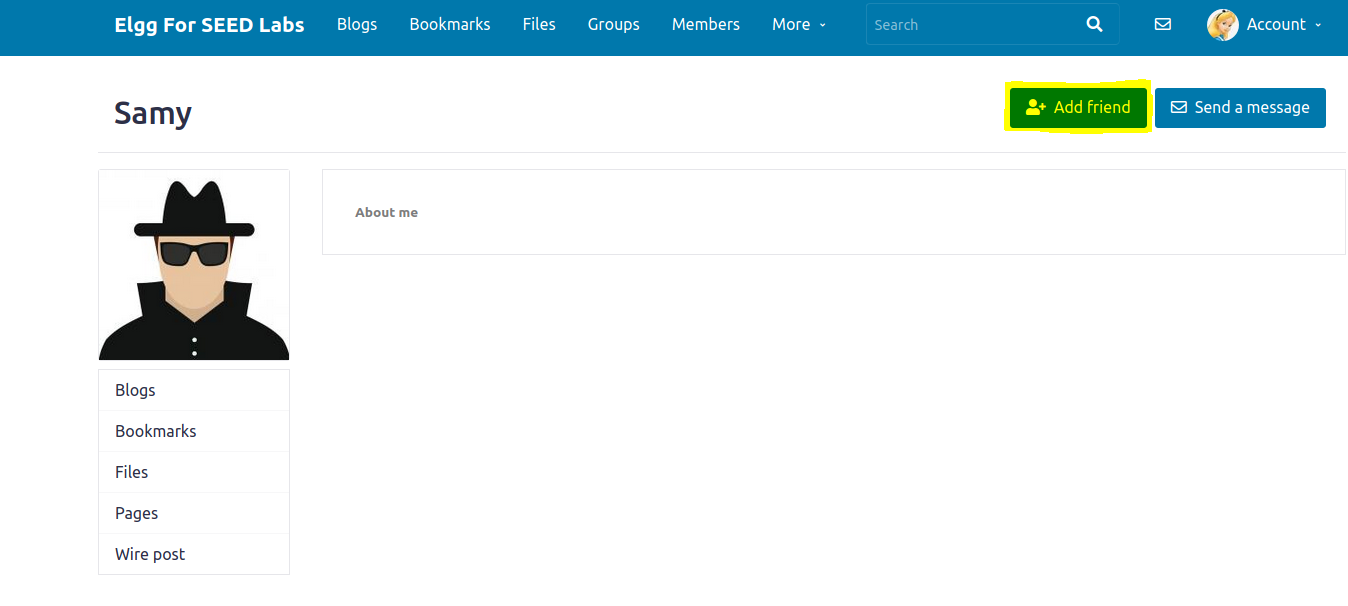 Elgg For SEED Labs Blogs Bookmarks Files Groups Members More Search Account
Samy Add friend Send a message
About me
Blogs
Bookmarks
Files
Pages
Wire post